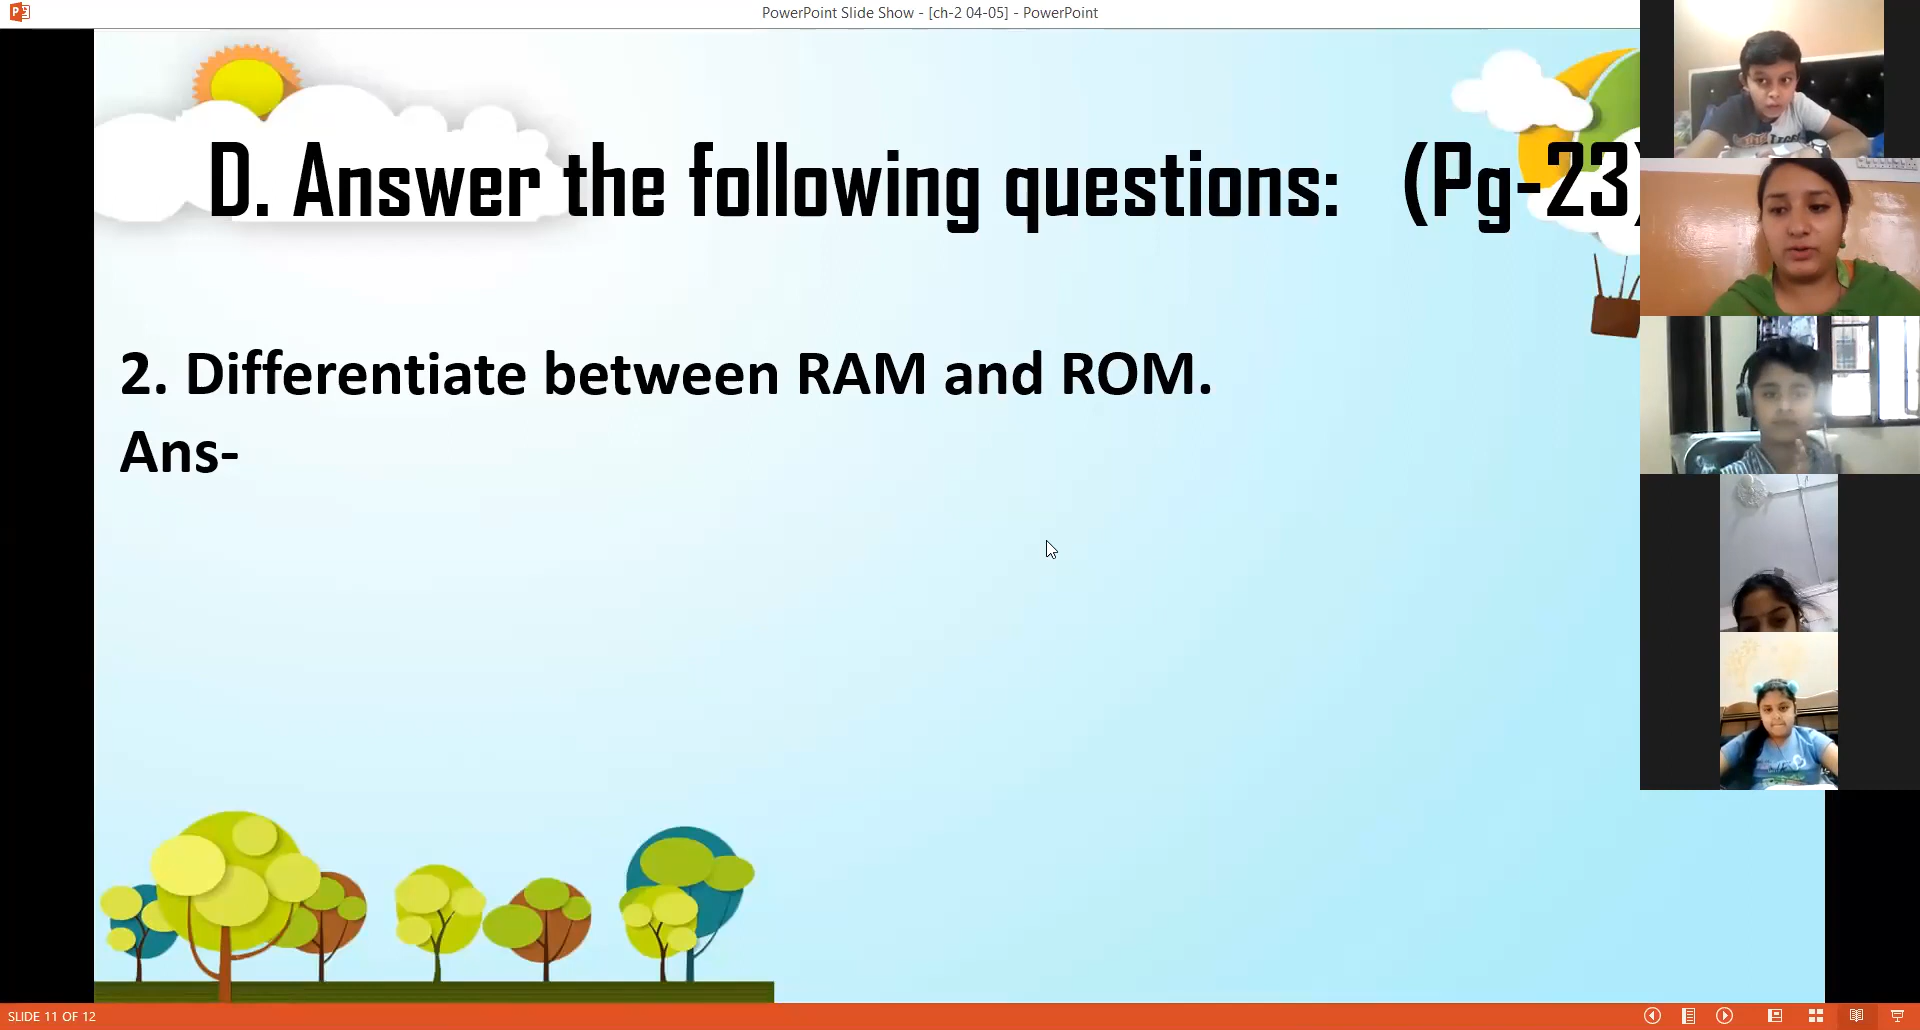 PowerPoint Slide Show - [ch-2 04-05] - PowerPoint
D. Answer the following questions: (Pg-23)
2. Differentiate between RAM and ROM.
Ans-
SLIDE 11 OF 12